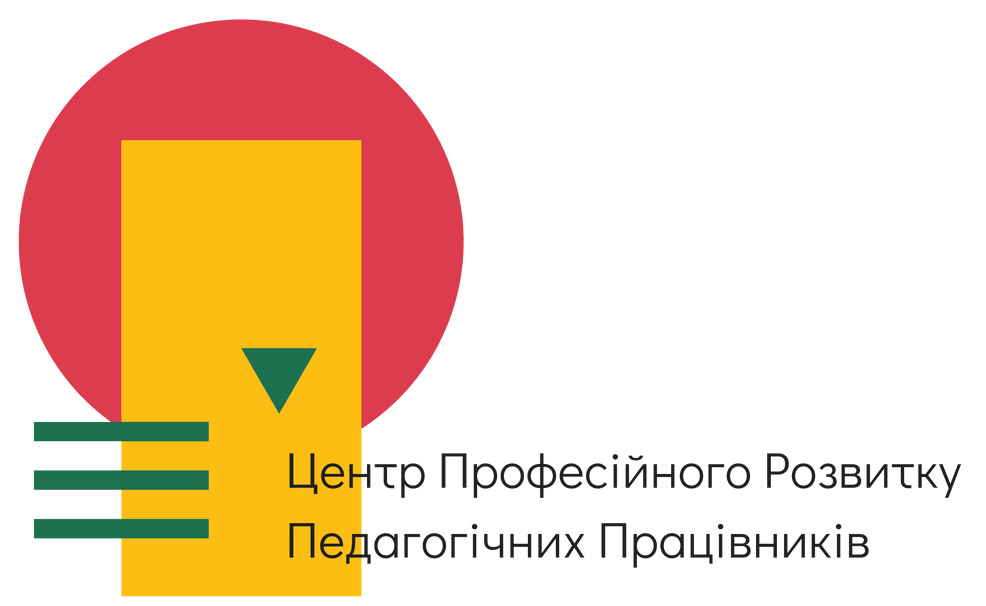 Центр Професійного Розвитку
Педагогічних Працівників